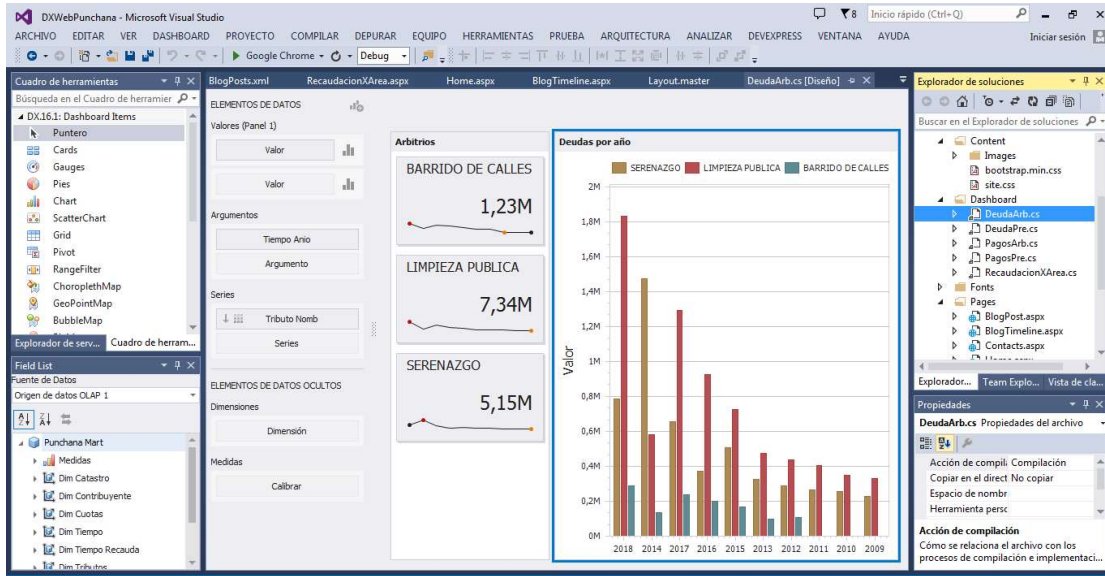 DXWebPunchana - Microsoft Visual Studio
8
Inicio rápido (Ctrl+Q)
ARCHIVO EDITAR VER DASHBOARD PROYECTO COMPILAR DEPURAR EQUIPO HERRAMIENTAS PRUEBA ARQUITECTURA ANALIZAR DEVEXPRESS VENTANA AYUDA
Iniciar sesión
Google Chrome
Debug
Cuadro de herramientas
Búsqueda en el Cuadro de herramier
DX.16.1: Dashboard Items
Puntero
Cards
Gauges
Pies
Chart
ScatterChart
Grid
Pivot
RangeFilter
ChoroplethMap
GeoPointMap
BubbleMap
Explorador de serv... Cuadro de herram...
Field List
Fuente de Datos
Origen de datos OLAP 1
Punchana Mart
Medidas
Dim Catastro
Dim Contribuyente
Dim Cuotas
Dim Tiempo
Dim Tiempo Recauda
Dim Tributos
BlogPosts.xml RecaudacionXArea.aspx Home.aspx BlogTimeline.aspx Layout.master DeudaArb.cs [Diseño]
ELEMENTOS DE DATOS
Valores (Panel 1)
Valor
Valor
Argumentos
Tiempo Anio
Argumento
Series
Tributo Nomb
Series
ELEMENTOS DE DATOS OCULTOS
Dimensiones
Dimensión
Medidas
Calibrar
Arbitrios
BARRIDO DE CALLES
1,23M
LIMPIEZA PUBLICA
7,34M
SERENAZGO
5,15M
Deudas por año
SERENAZGO LIMPIEZA PUBLICA BARRIDO DE CALLES
2M
1,8M
1,6M
1,4M
1,2M
1M
0,8M
0,6M
0,4M
0,2M
0M
Valor
2018 2014 2017 2016 2015 2013 2012 2011 2010 2009
Explorador de soluciones
Buscar en el Explorador de soluciones
Content
Images
bootstrap.min.css
site.css
Dashboard
DeudaArb.cs
DeudaPre.cs
PagosArb.cs
PagosPre.cs
RecaudacionXArea.cs
Fonts
Pages
BlogPost.aspx
BlogTimeline.aspx
Contacts.aspx
Explorador... Team Explo... Vista de cla...
Propiedades
DeudaArb.cs Propiedades del archivo
Acción de compil: Compilación
Copiar en el direct No copiar
Espacio de nombr
Herramienta persc
Acción de compilación
Cómo se relaciona el archivo con los
procesos de compilación e implementaci...